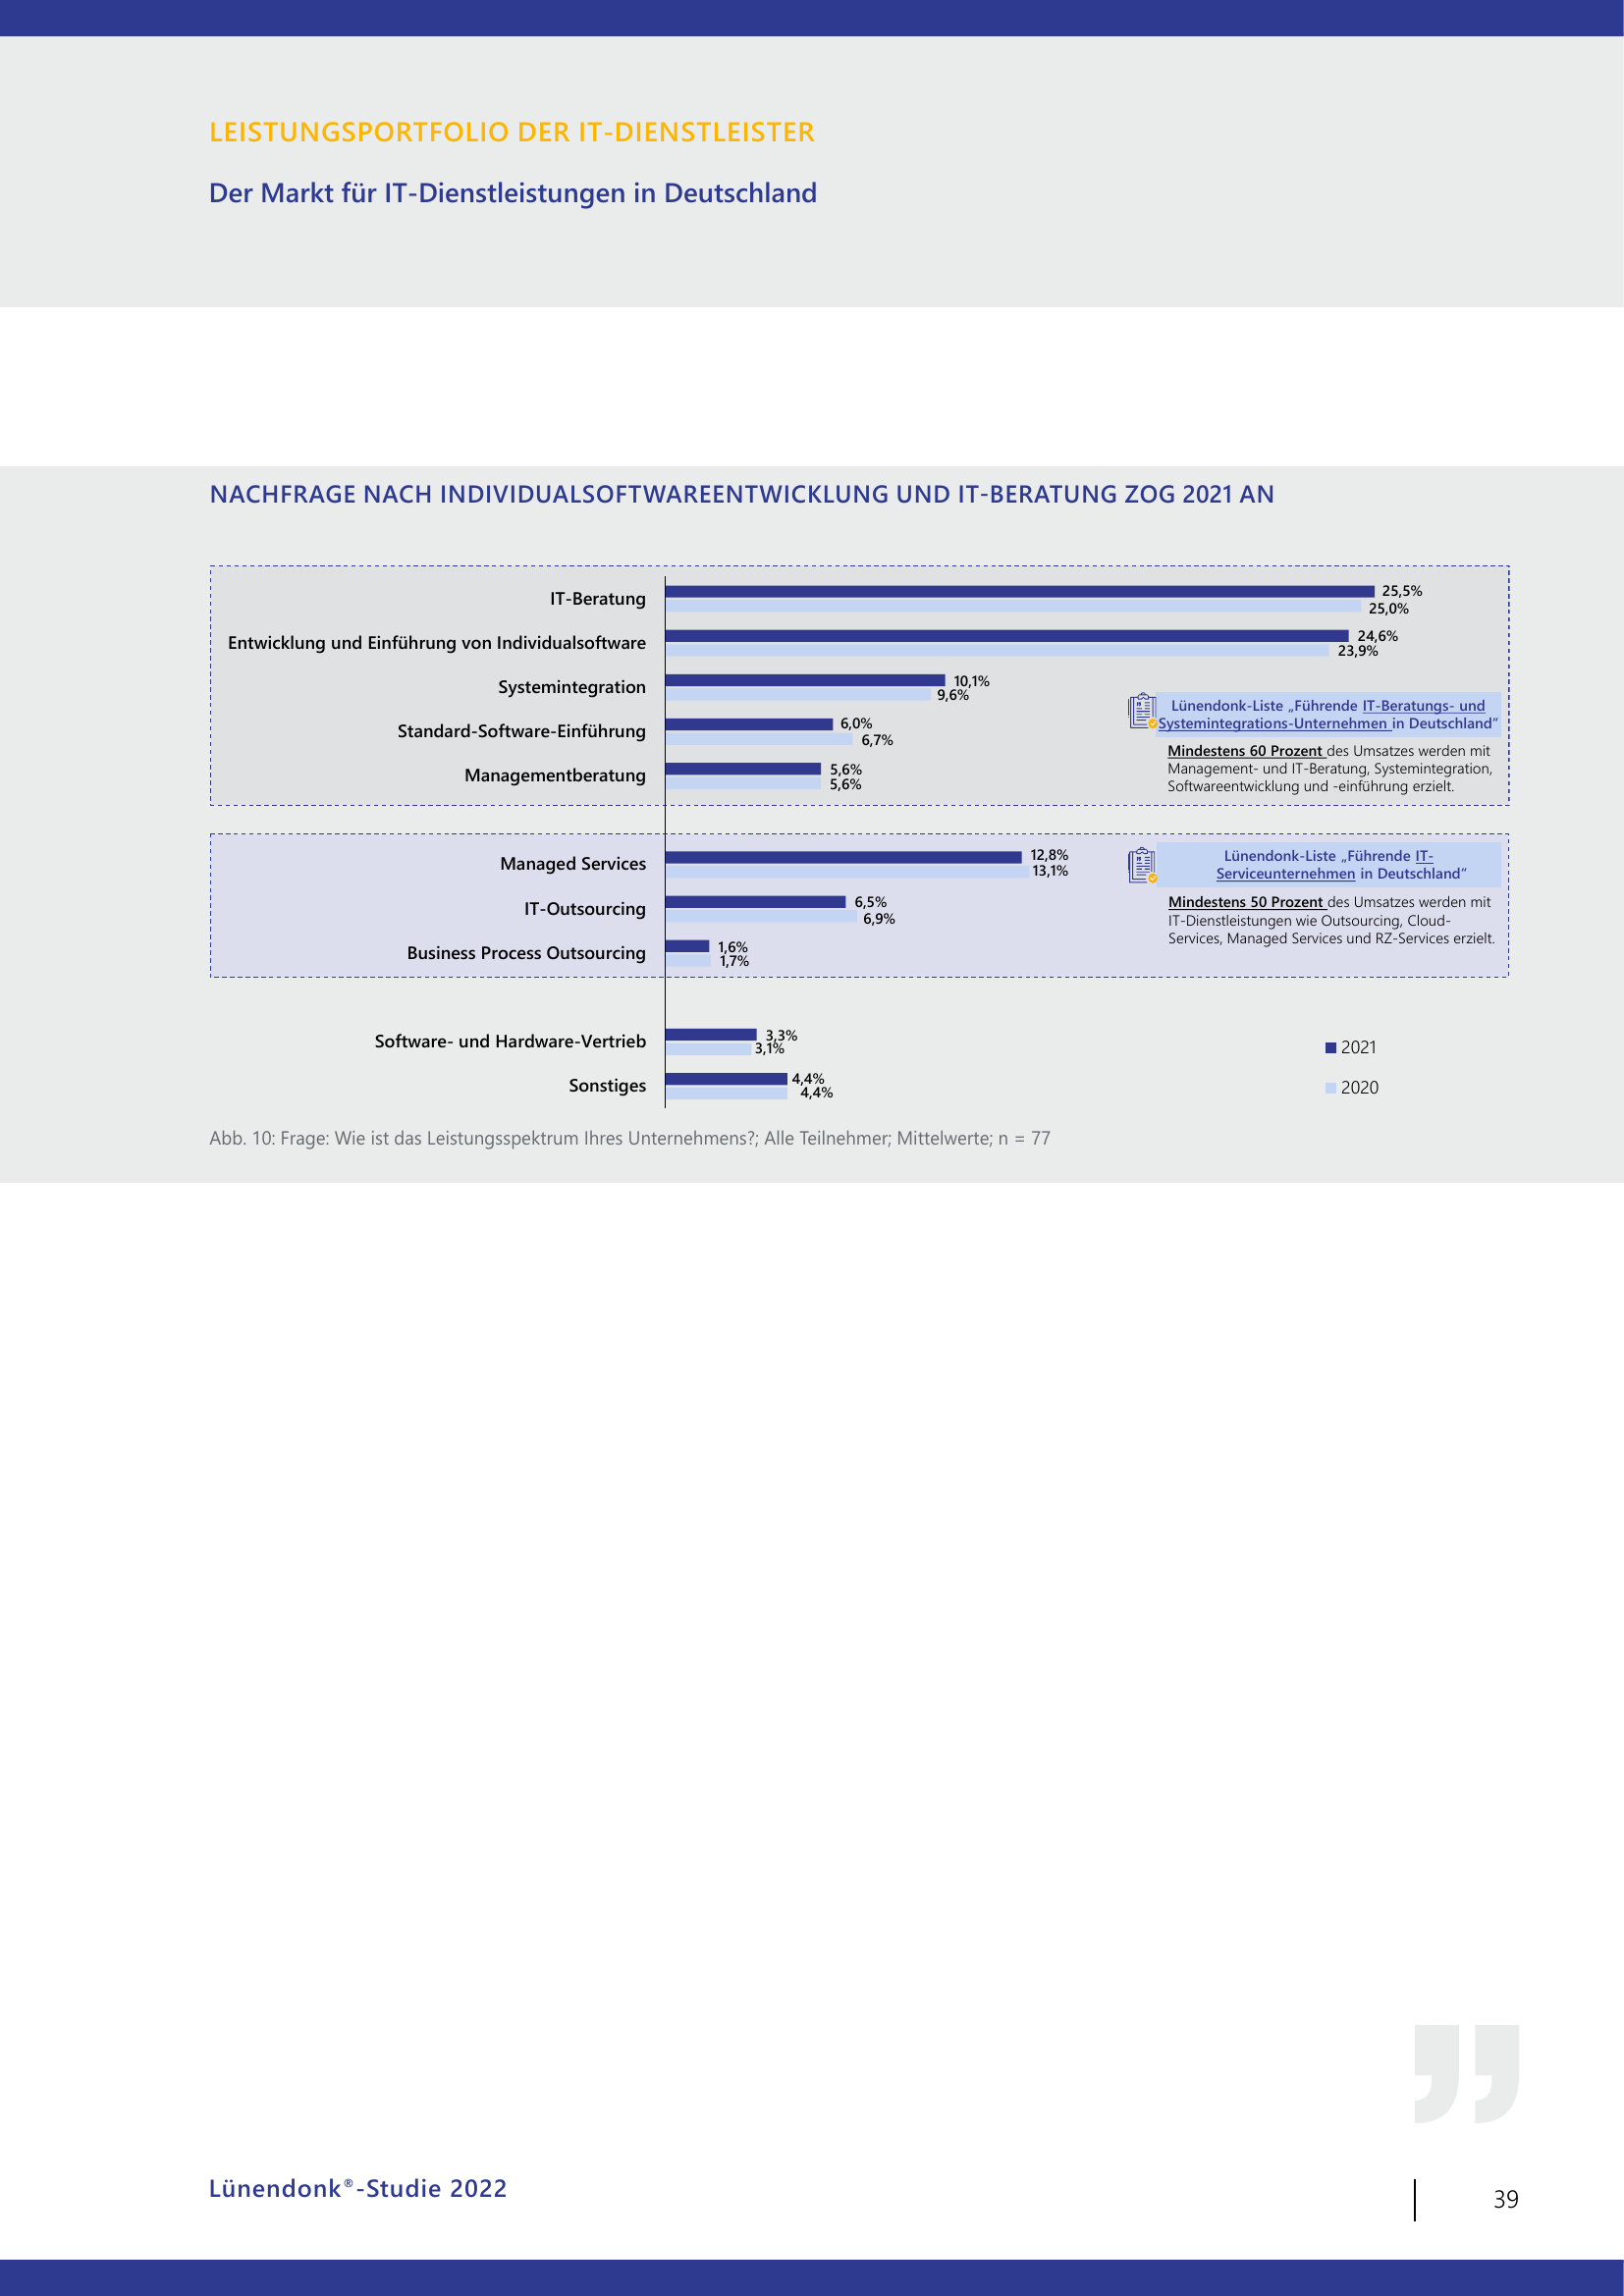 LEISTUNGSPORTFOLIO DER IT-DIENSTLEISTER
Der Markt für IT-Dienstleistungen in Deutschland
NACHFRAGE NACH INDIVIDUALSOFTWAREENTWICKLUNG UND IT-BERATUNG ZOG 2021 AN
IT-Beratung
25,5%
25,0%
Entwicklung und Einführung von Individualsoftware
24,6%
23,9%
Systemintegration
10,1%
9,6%
Standard-Software-Einführung
6,0%
6,7%
Managementberatung
5,6%
5,6%
Lünendonk-Liste „Führende IT-Beratungs- und
Systemintegrations-Unternehmen in Deutschland“
Mindestens 60 Prozent des Umsatzes werden mit
Management- und IT-Beratung, Systemintegration,
Softwareentwicklung und -einführung erzielt.
Managed Services
12,8%
13,1%
IT-Outsourcing
6,5%
6,9%
Business Process Outsourcing
1,6%
1,7%
Lünendonk-Liste „Führende IT-
Serviceunternehmen in Deutschland“
Mindestens 50 Prozent des Umsatzes werden mit
IT-Dienstleistungen wie Outsourcing, Cloud-
Services, Managed Services und RZ-Services erzielt.
Software- und Hardware-Vertrieb
3,3%
3,1%
Sonstiges
4,4%
4,4%
2021
2020
Abb. 10: Frage: Wie ist das Leistungsspektrum Ihres Unternehmens?; Alle Teilnehmer; Mittelwerte; n = 77
Lünendonk®-Studie 2022
39